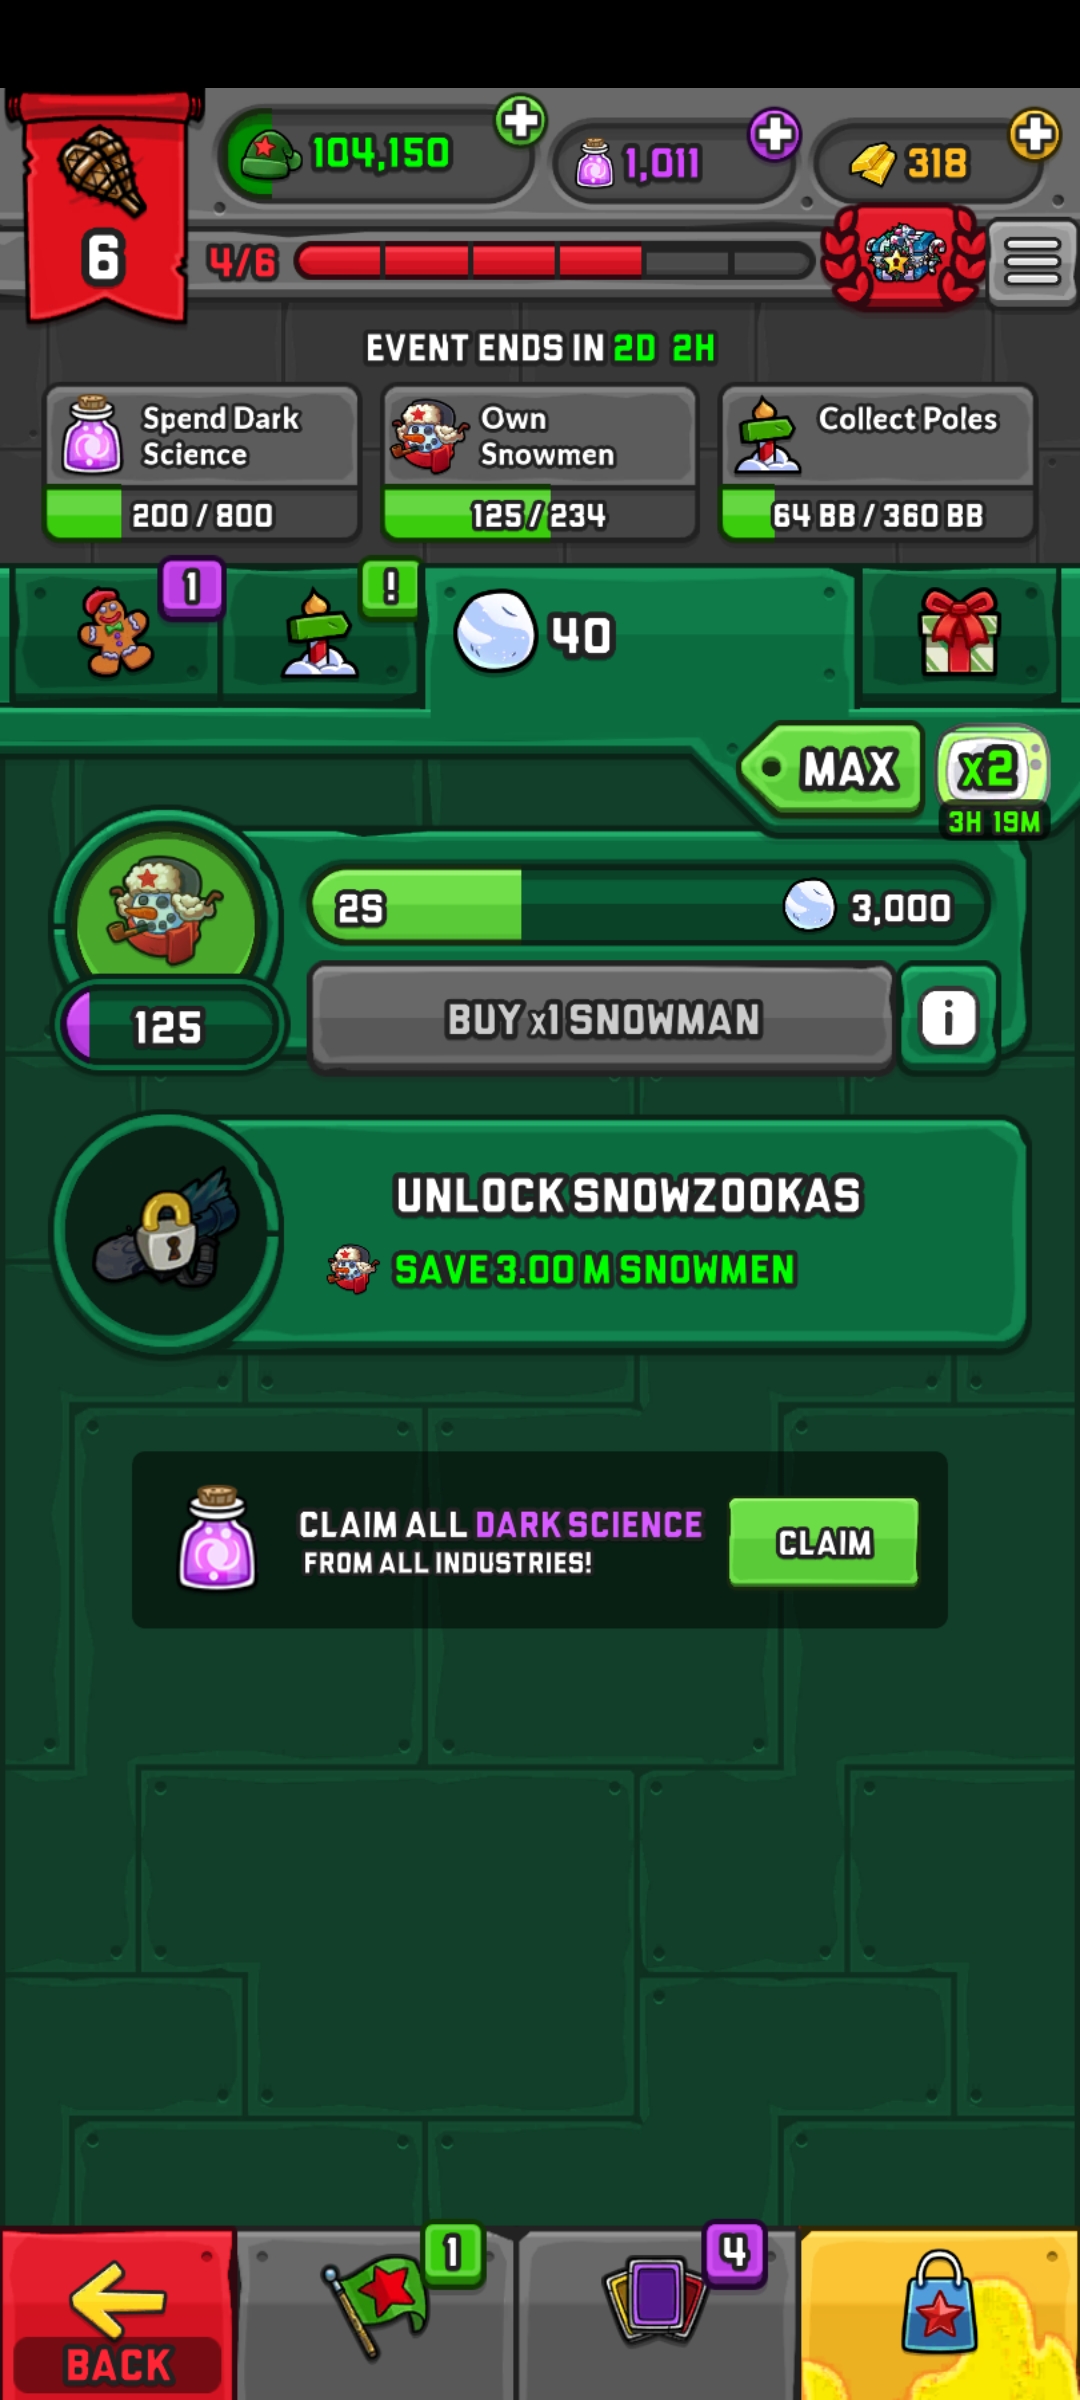 104,150
1,011
318
6
4/6
EVENT ENDS IN 2D 2H
Spend Dark
Science
200 / 800
Own
Snowmen
125 / 234
Collect Poles
64 BB / 360 BB
1
!
40
MAX
x2
3H 19M
2S
3,000
125
BUY x1 SNOWMAN
i
UNLOCK SNOWZOOKAS
SAVE 3.00 M SNOWMEN
CLAIM ALL DARK SCIENCE
FROM ALL INDUSTRIES!
CLAIM
1
4
BACK